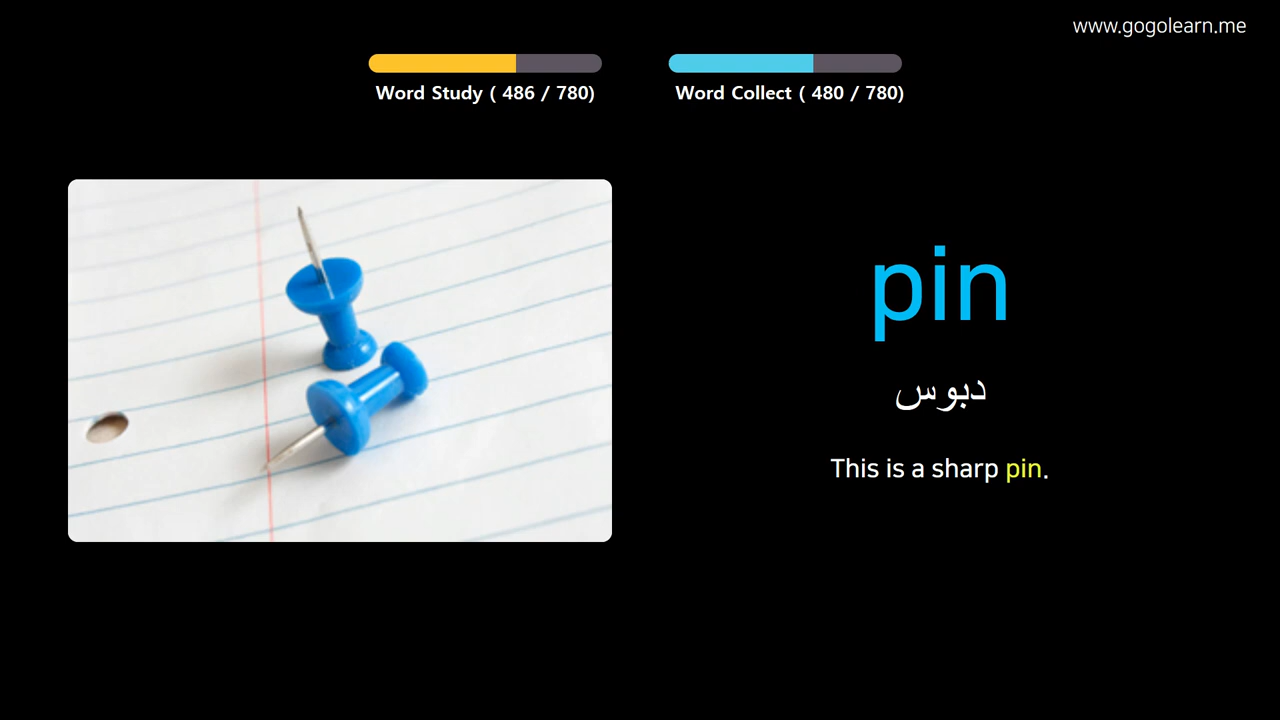 www.gogolearn.me
Word Study ( 486 / 780)
Word Collect ( 480 / 780)
pin
دبوس
This is a sharp pin.